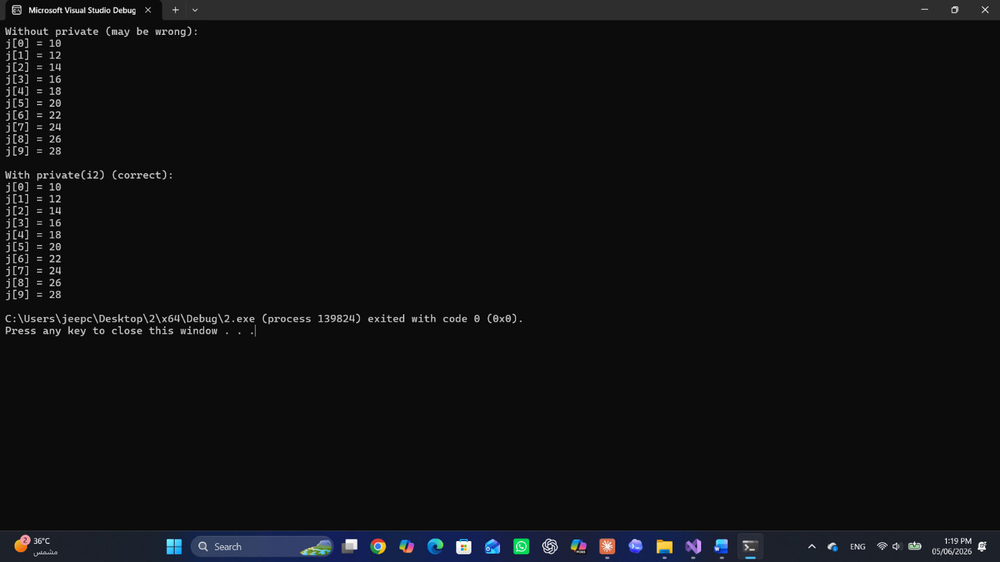 Microsoft Visual Studio Debug
Without private (may be wrong):
j[0] = 10
j[1] = 12
j[2] = 14
j[3] = 16
j[4] = 18
j[5] = 20
j[6] = 22
j[7] = 24
j[8] = 26
j[9] = 28
With private(i2) (correct):
j[0] = 10
j[1] = 12
j[2] = 14
j[3] = 16
j[4] = 18
j[5] = 20
j[6] = 22
j[7] = 24
j[8] = 26
j[9] = 28
C:\Users\jeepc\Desktop\2\x64\Debug\2.exe (process 139824) exited with code 0 (0x0).
Press any key to close this window . . .
2
36°C
مشمس
Search
M365
ENG
1:19 PM
05/06/2026